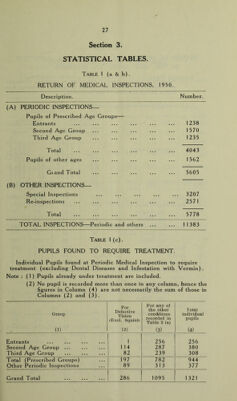 27
Section 3.
STATISTICAL TABLES.
Table I (a & b).
RETURN OF MEDICAL INSPECTIONS, 1956.
Description. Number.
(A) PERIODIC INSPECTIONS—
Pupils of Prescribed Age Groups—
Entrants ... ... ... ... ... ... 1238
Second Age Group ... ... ... ... ... 1570
Third Age Group ... ... ... ... ... 1235
Total ... ... ... ... ... ... 4043
Pupils of other ages ... ... ... ... ... 1562
Grand Total ... ... ... ... ... 5605
(B) OTHER INSPECTIONS—
Special Inspections ... ... ... ... ... 3207
Re-inspections ... ... ... ... ... ... 2571
Total ... ... ... ... ... ... 5778
TOTAL INSPECTIONS—Periodic and others ... ... 11383
Table I (c).
PUPILS FOUND TO REQUIRE TREATMENT.
Individual Pupils found at Periodic Medical Inspection to require
treatment (excluding Dental Diseases and Infestation with Vermin).
Note : (1) Pupils already under treatment are included.
(2) No pupil is recorded more than once in any column, hence the
figures in Column (4) are not necessarily the sum of those in
Columns (2) and (3).
Group (1) For Defective Vision (Excl. Squint) (2) For any of the other conditions recorded in Table 2 (a) (3) Total individual pupils (4)
Entrants ... ... ... 1 256 256
Second Age Group ... ... 114 287 380
Third Age Group ... ... 82 239 308
Total (Prescribed Groups) ... 197 782 944
Other Periodic Inspections ... 89 313 377
Grand Total ... ... 286 1095 1321